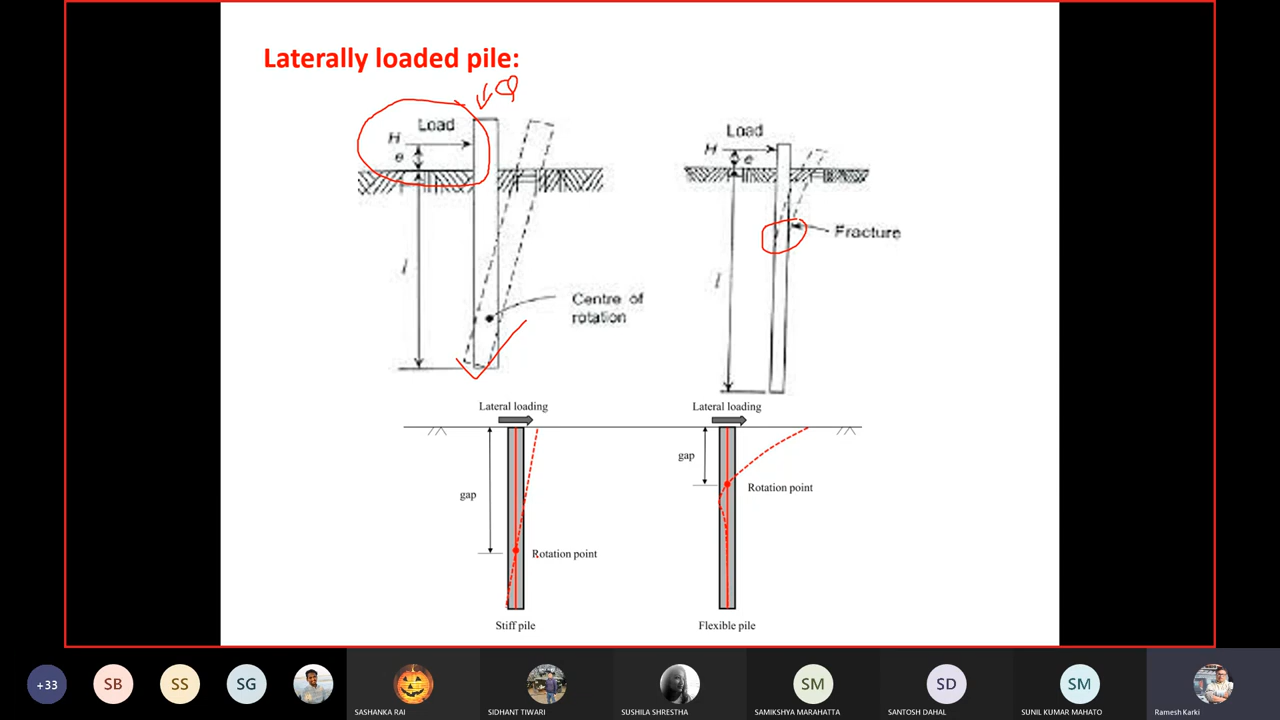 Laterally loaded pile:
Q
Load
H
e
l
Centre of
rotation
Load
H
e
l
Fracture
Lateral loading
gap
Rotation point
Stiff pile
Lateral loading
gap
Rotation point
Flexible pile
+33
SB
SS
SG
SASHANKA RAI
SIDHANT TIWARI
SUSHILA SHRESTHA
SM
SAMIKSHYA MARAHATTA
SD
SANTOSH DAHAL
SM
SUNIL KUMAR MAHATO
Ramesh Karki